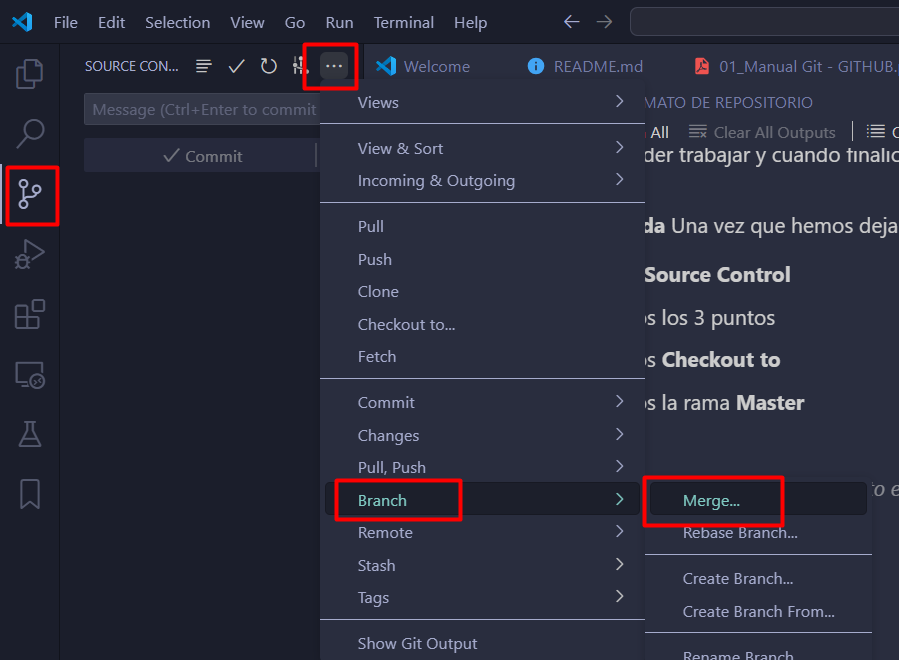 File Edit Selection View Go Run Terminal Help
SOURCE CON... ...
Welcome README.md 01_Manual Git - GITHUB.
Message (Ctrl+Enter to commit
Commit
Views
View & Sort
Incoming & Outgoing
Pull
Push
Clone
Checkout to...
Fetch
Commit
Changes
Pull, Push
Branch
Remote
Stash
Tags
Show Git Output
MATO DE REPOSITORIO
All Clear All Outputs
der trabajar y cuando finalic
da Una vez que hemos deja
Source Control
os los 3 puntos
os Checkout to
os la rama Master
to e
Merge...
Rebase Branch...
Create Branch...
Create Branch From...
Rename Branch